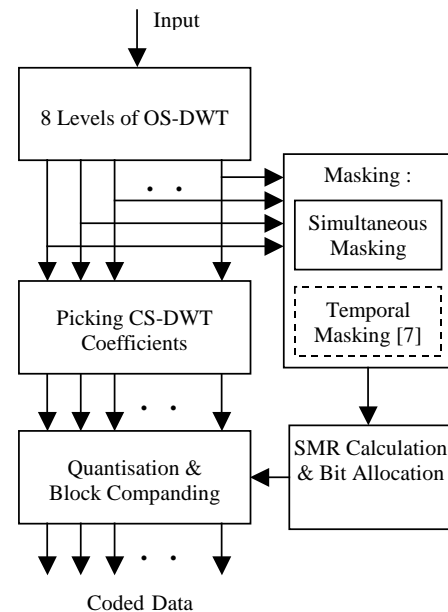 Input
8 Levels of OS-DWT
Masking :
Simultaneous
Masking
Temporal
Masking [7]
Picking CS-DWT
Coefficients
SMR Calculation
& Bit Allocation
Quantisation &
Block Companding
Coded Data